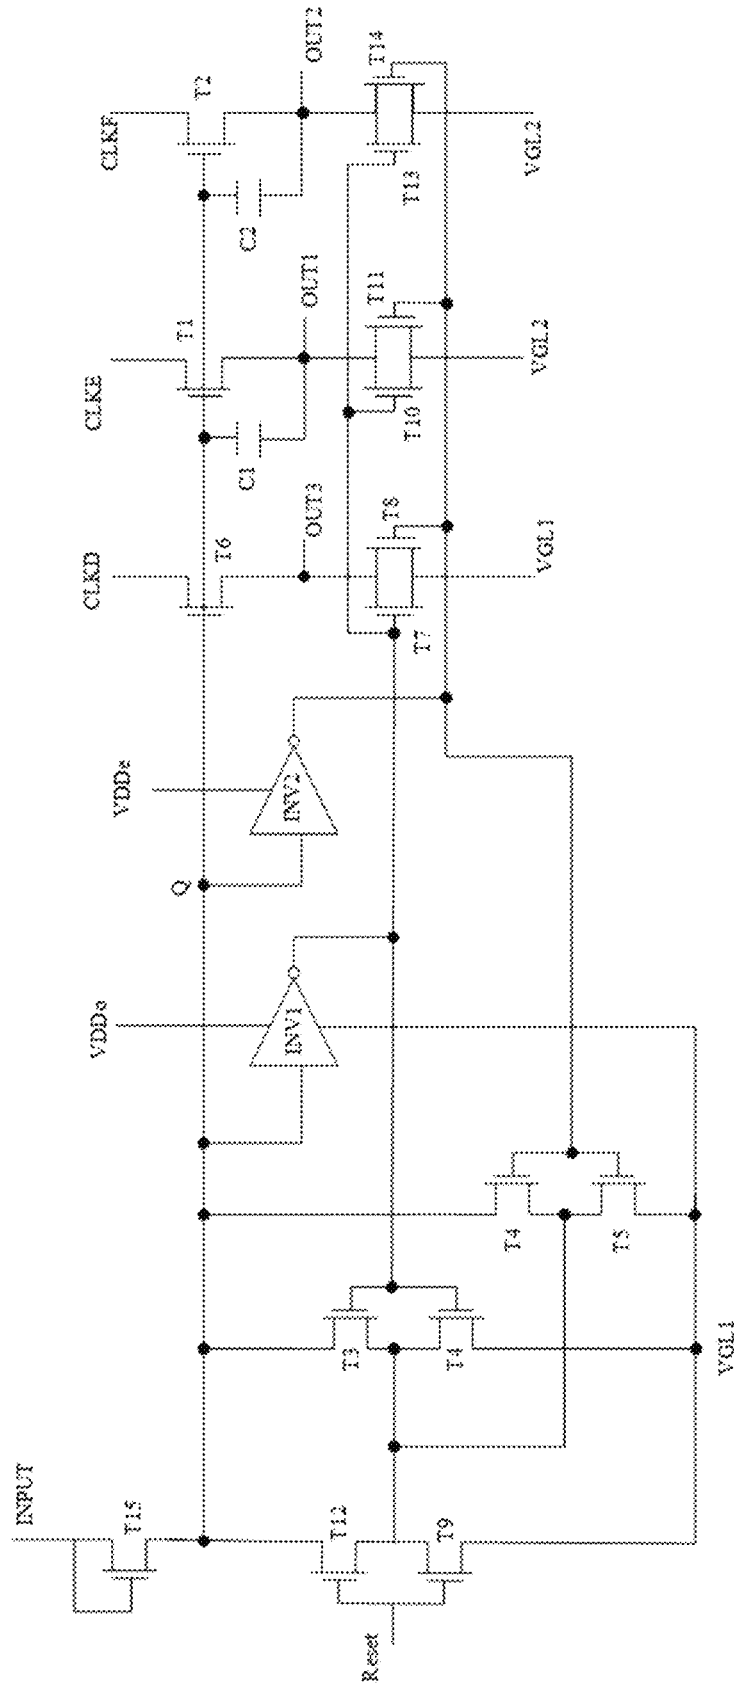 INPUT
T15
Reset
T12
T9
T3
T4
T4
T5
VGL1
VDDo
INV1
Q
VDDe
INV2
CLKD
T6
OUT3
T7
T8
VGL1
CLKE
T1
C1
OUT1
T10
T11
VGL2
CLKF
T2
C2
OUT2
T13
T14
VGL2